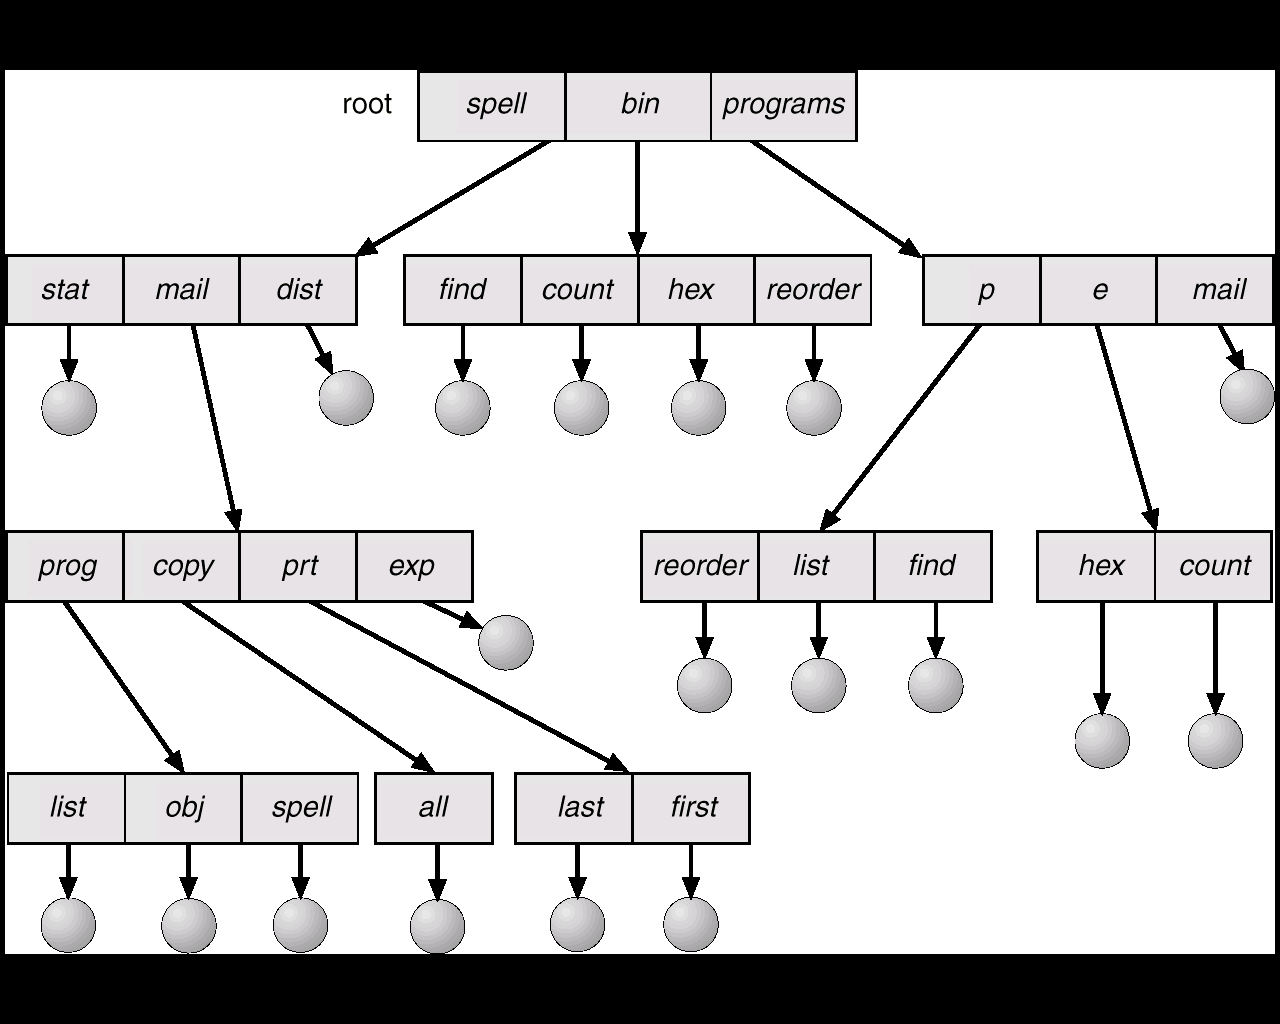 root spell bin programs
stat mail dist find count hex reorder p e mail
prog copy prt exp reorder list find hex count
list obj spell all last first